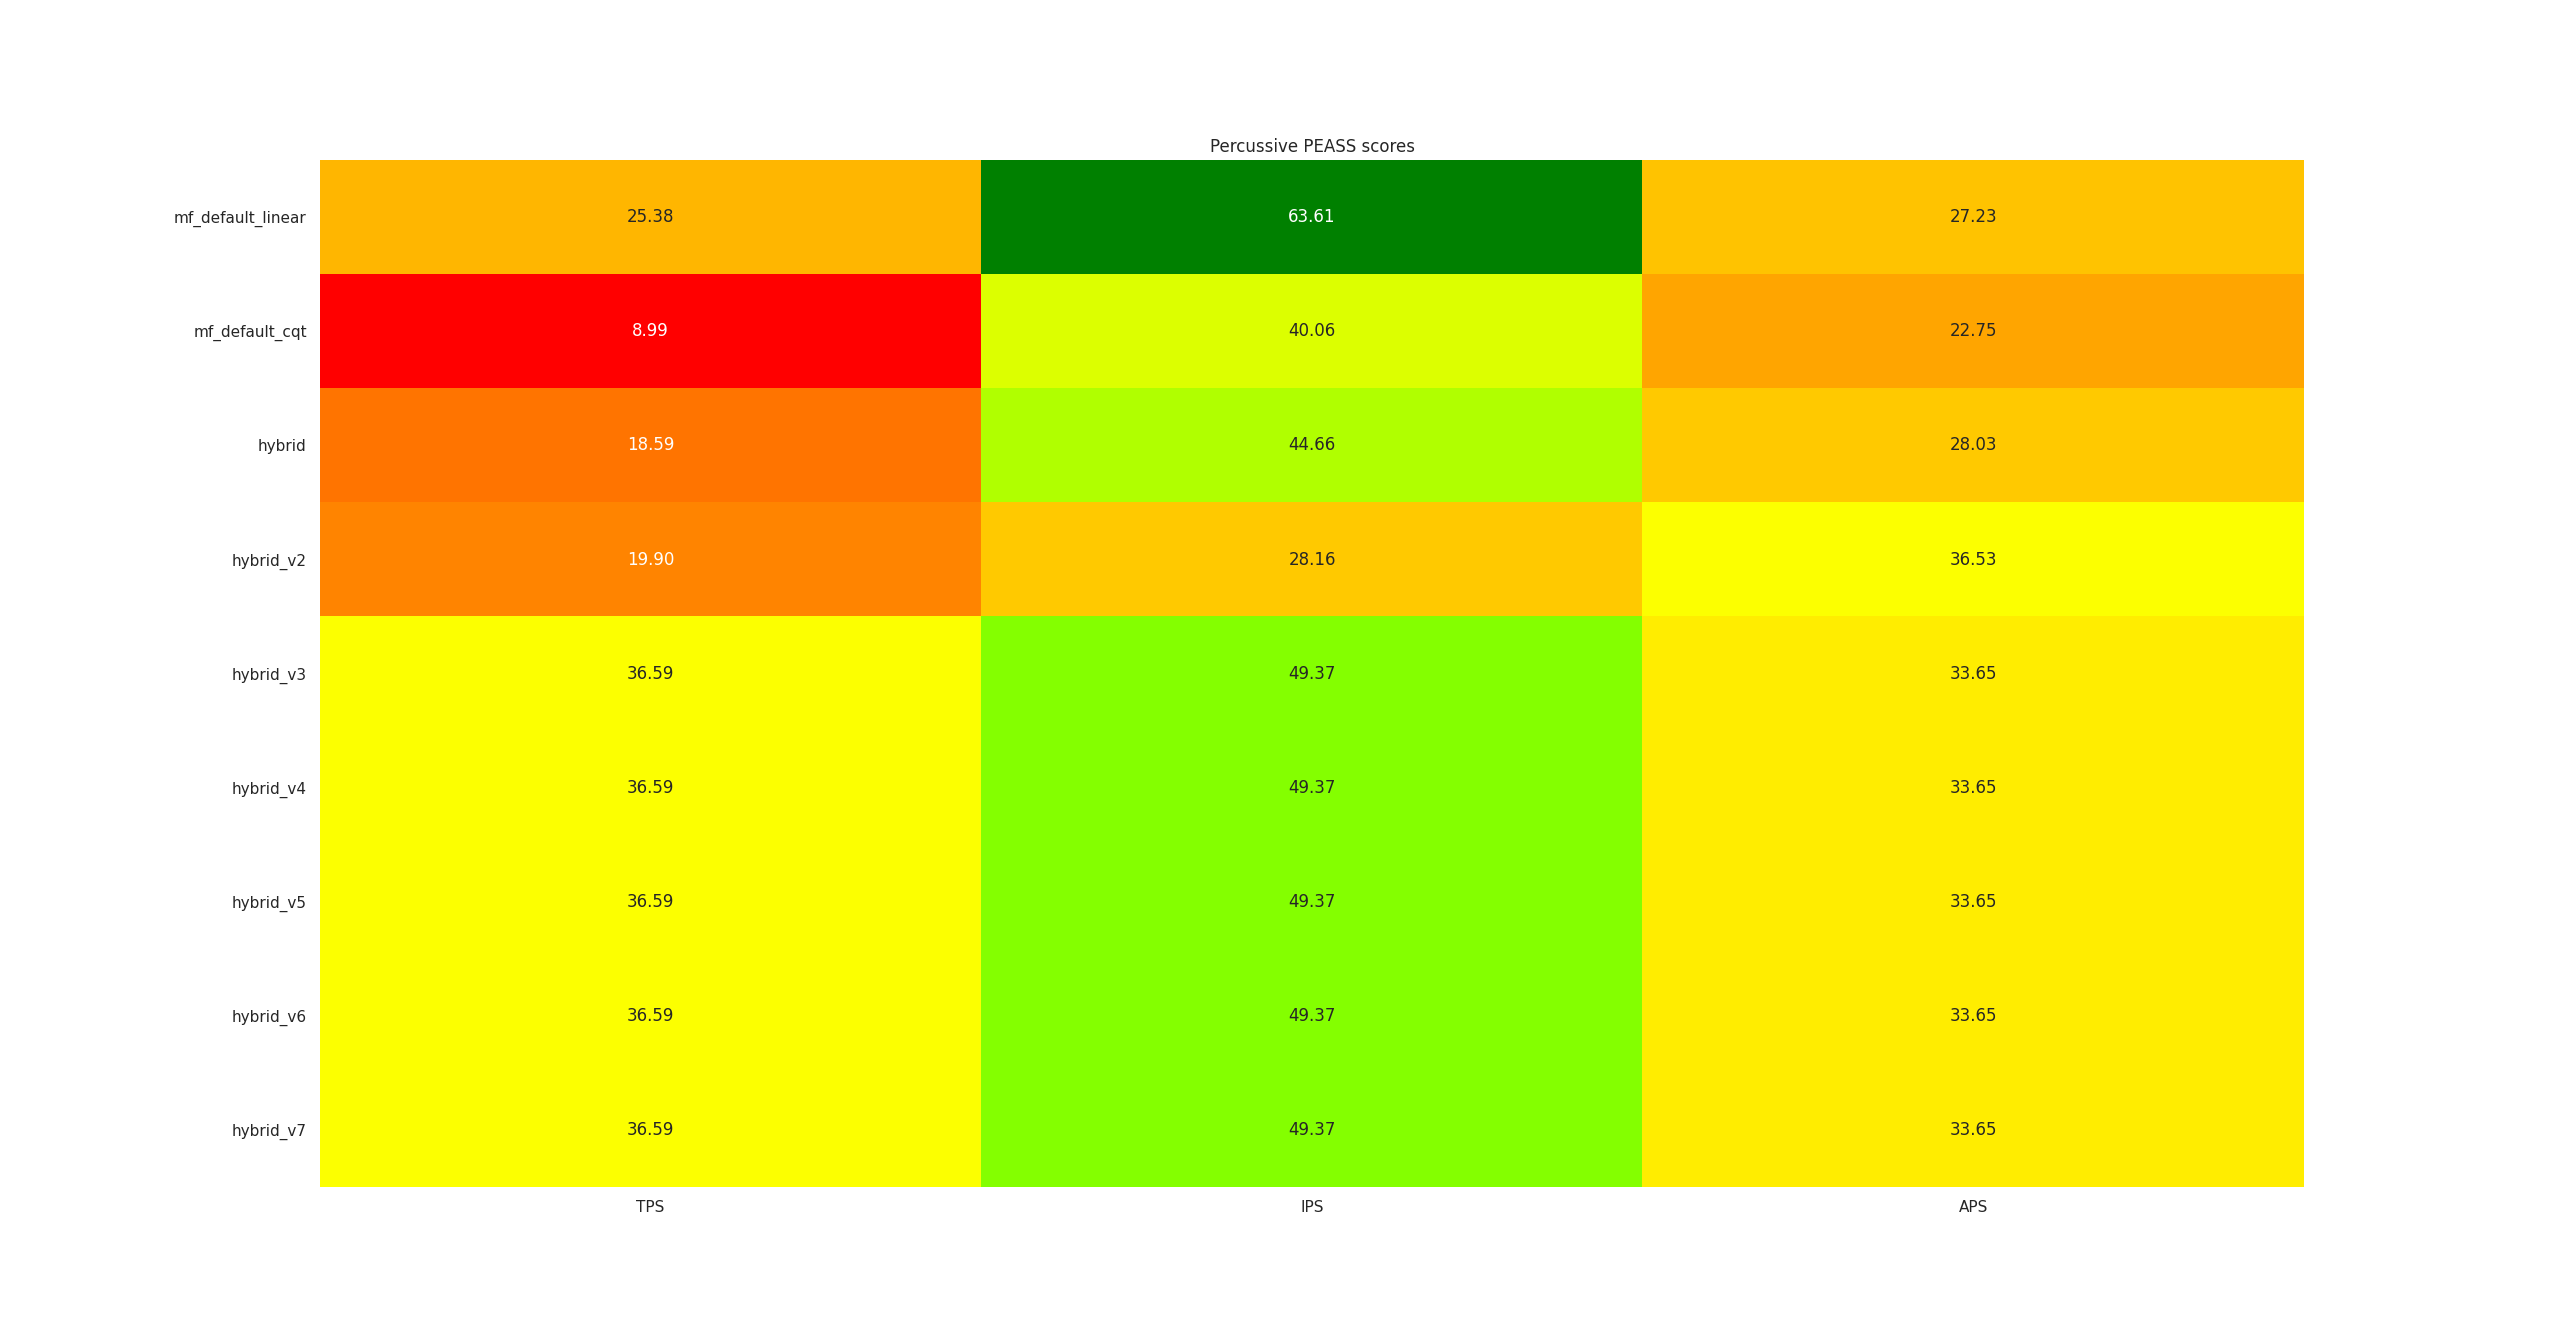 Percussive PEASS scores
mf_default_linear 25.38 63.61 27.23
mf_default_cqt 8.99 40.06 22.75
hybrid 18.59 44.66 28.03
hybrid_v2 19.90 28.16 36.53
hybrid_v3 36.59 49.37 33.65
hybrid_v4 36.59 49.37 33.65
hybrid_v5 36.59 49.37 33.65
hybrid_v6 36.59 49.37 33.65
hybrid_v7 36.59 49.37 33.65
TPS IPS APS